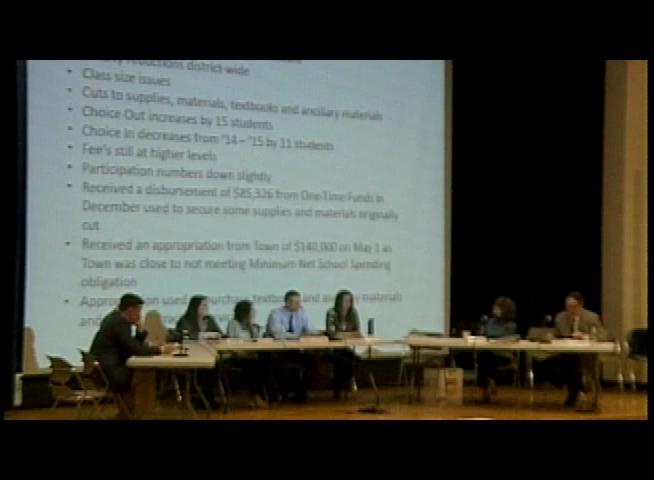 reductions district-wide
• Class size issues
• Cuts to supplies, materials, textbooks and ancillary materials
• Choice Out increases by 15 students
• Choice In decreases from '14 – '15 by 11 students
• Fee's still at higher levels
• Participation numbers down slightly
• Received a disbursement of $85,326 from One-Time Funds in
December used to secure some supplies and materials originally
cut
• Received an appropriation from Town of $140,000 on May 1 as
Town was close to not meeting Minimum Net School Spending
obligation
• used purchase and materials
and